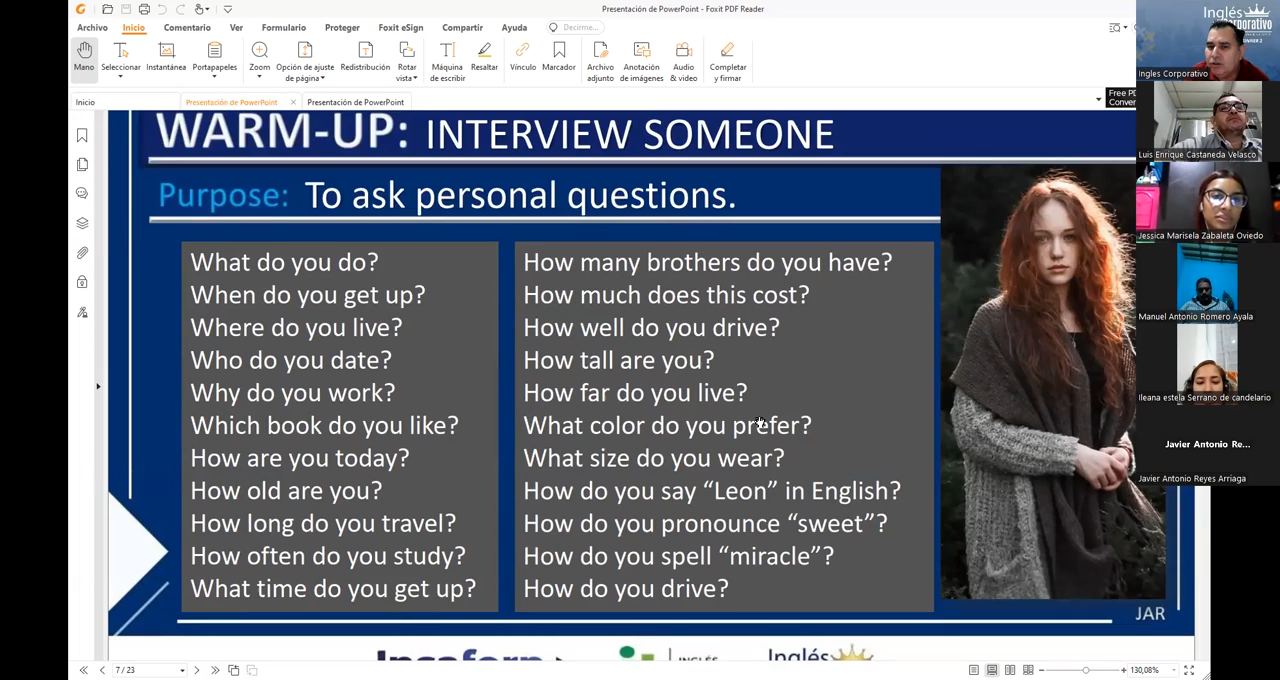 Presentación de PowerPoint - Foxit PDF Reader
Archivo Inicio Comentario Ver Formulario Proteger Foxit eSign Compartir Ayuda Decirme...
Mano Seleccionar Instantánea Portapapeles Zoom Opción de ajuste de página Redistribución Rotar vista Máquina de escribir Resaltar Vínculo Marcador Archivo adjunto Anotación de imágenes Audio & video Completar y firmar
Inicio Presentación de PowerPoint Presentación de PowerPoint
Free PD
Conver
WARM-UP: INTERVIEW SOMEONE
Purpose: To ask personal questions.
What do you do?
When do you get up?
Where do you live?
Who do you date?
Why do you work?
Which book do you like?
How are you today?
How old are you?
How long do you travel?
How often do you study?
What time do you get up?
How many brothers do you have?
How much does this cost?
How well do you drive?
How tall are you?
How far do you live?
What color do you prefer?
What size do you wear?
How do you say “Leon” in English?
How do you pronounce “sweet”?
How do you spell “miracle”?
How do you drive?
JAR
INGLÉS
Inglés
7 / 23
130,08%
Inglés
Corporativo
Ingles Corporativo
Luis Enrique Castaneda Velasco
Jessica Marisela Zabaleta Oviedo
Manuel Antonio Romero Ayala
Ileana estela Serrano de candelario
Javier Antonio Re...
Javier Antonio Reyes Arriaga